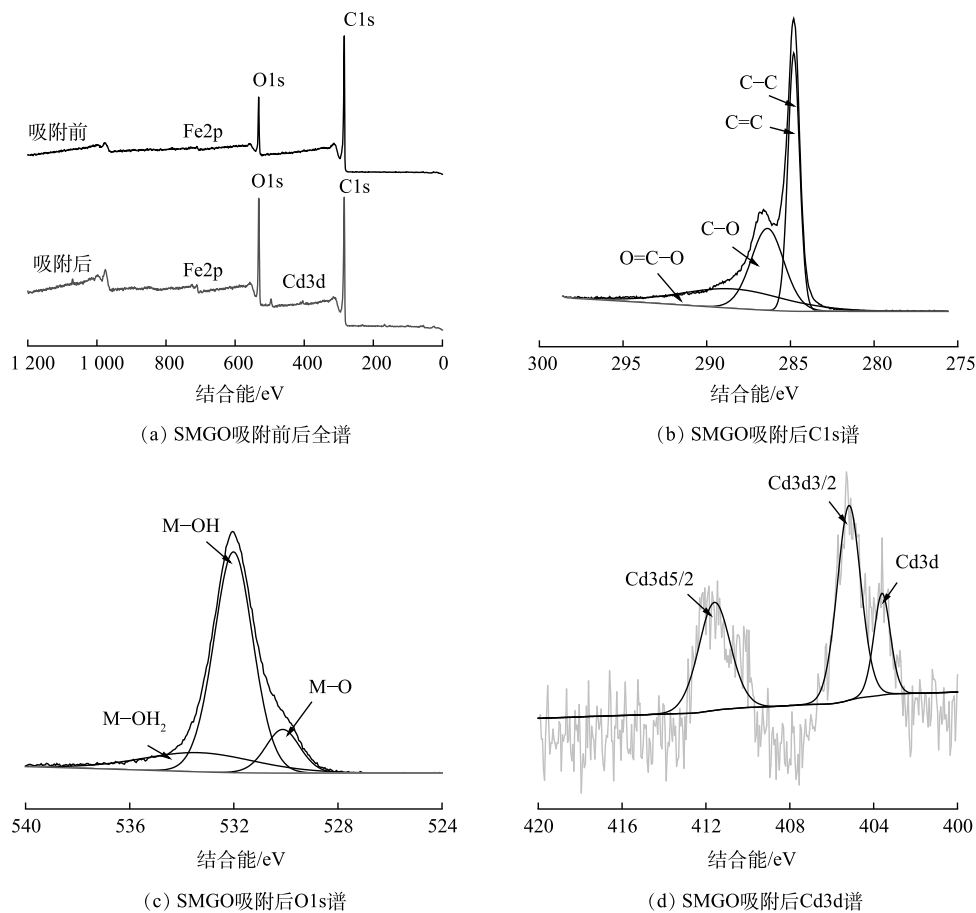 C1s
O1s
吸附前
Fe2p
O1s
C1s
吸附后
Fe2p
Cd3d
1 200
1 000
800
600
400
200
0
结合能/eV
(a) SMGO吸附前后全谱
C−C
C=C
C−O
O=C−O
300
295
290
285
280
275
结合能/eV
(b) SMGO吸附后C1s谱
M−OH
M−O
M−OH₂
540
536
532
528
524
结合能/eV
(c) SMGO吸附后O1s谱
Cd3d3/2
Cd3d
Cd3d5/2
420
416
412
408
404
400
结合能/eV
(d) SMGO吸附后Cd3d谱